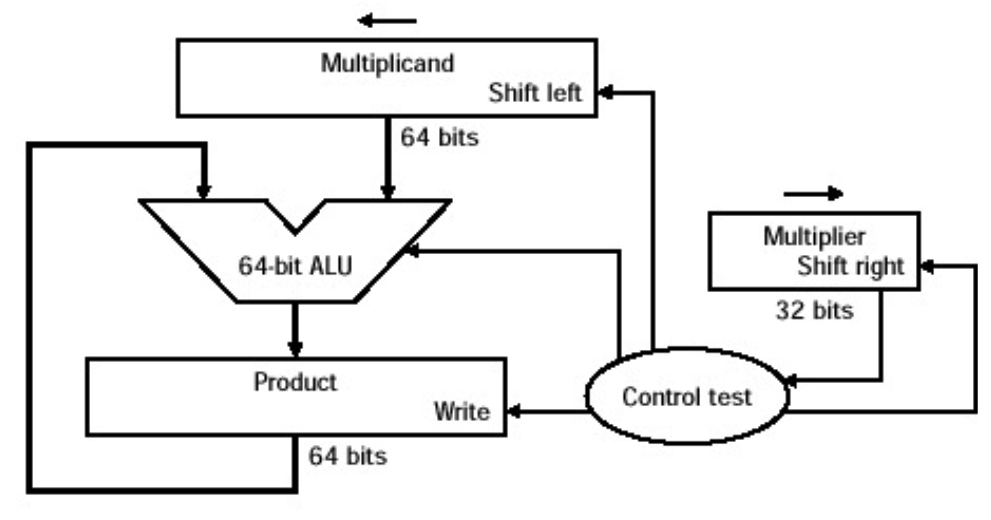 Multiplicand
Shift left
64 bits
64-bit ALU
Multiplier
Shift right
32 bits
Product
Write
Control test
64 bits